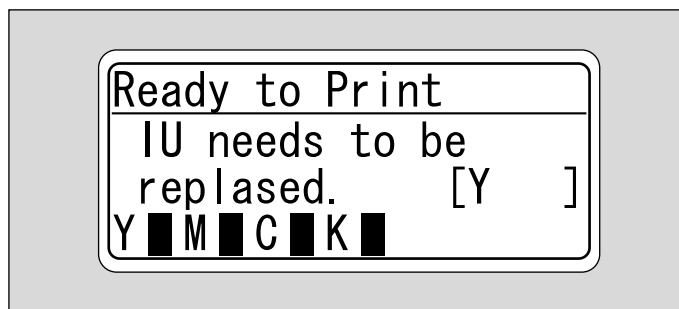 Ready to Print
IU needs to be
replased. [Y ]
Y■M■C■K■